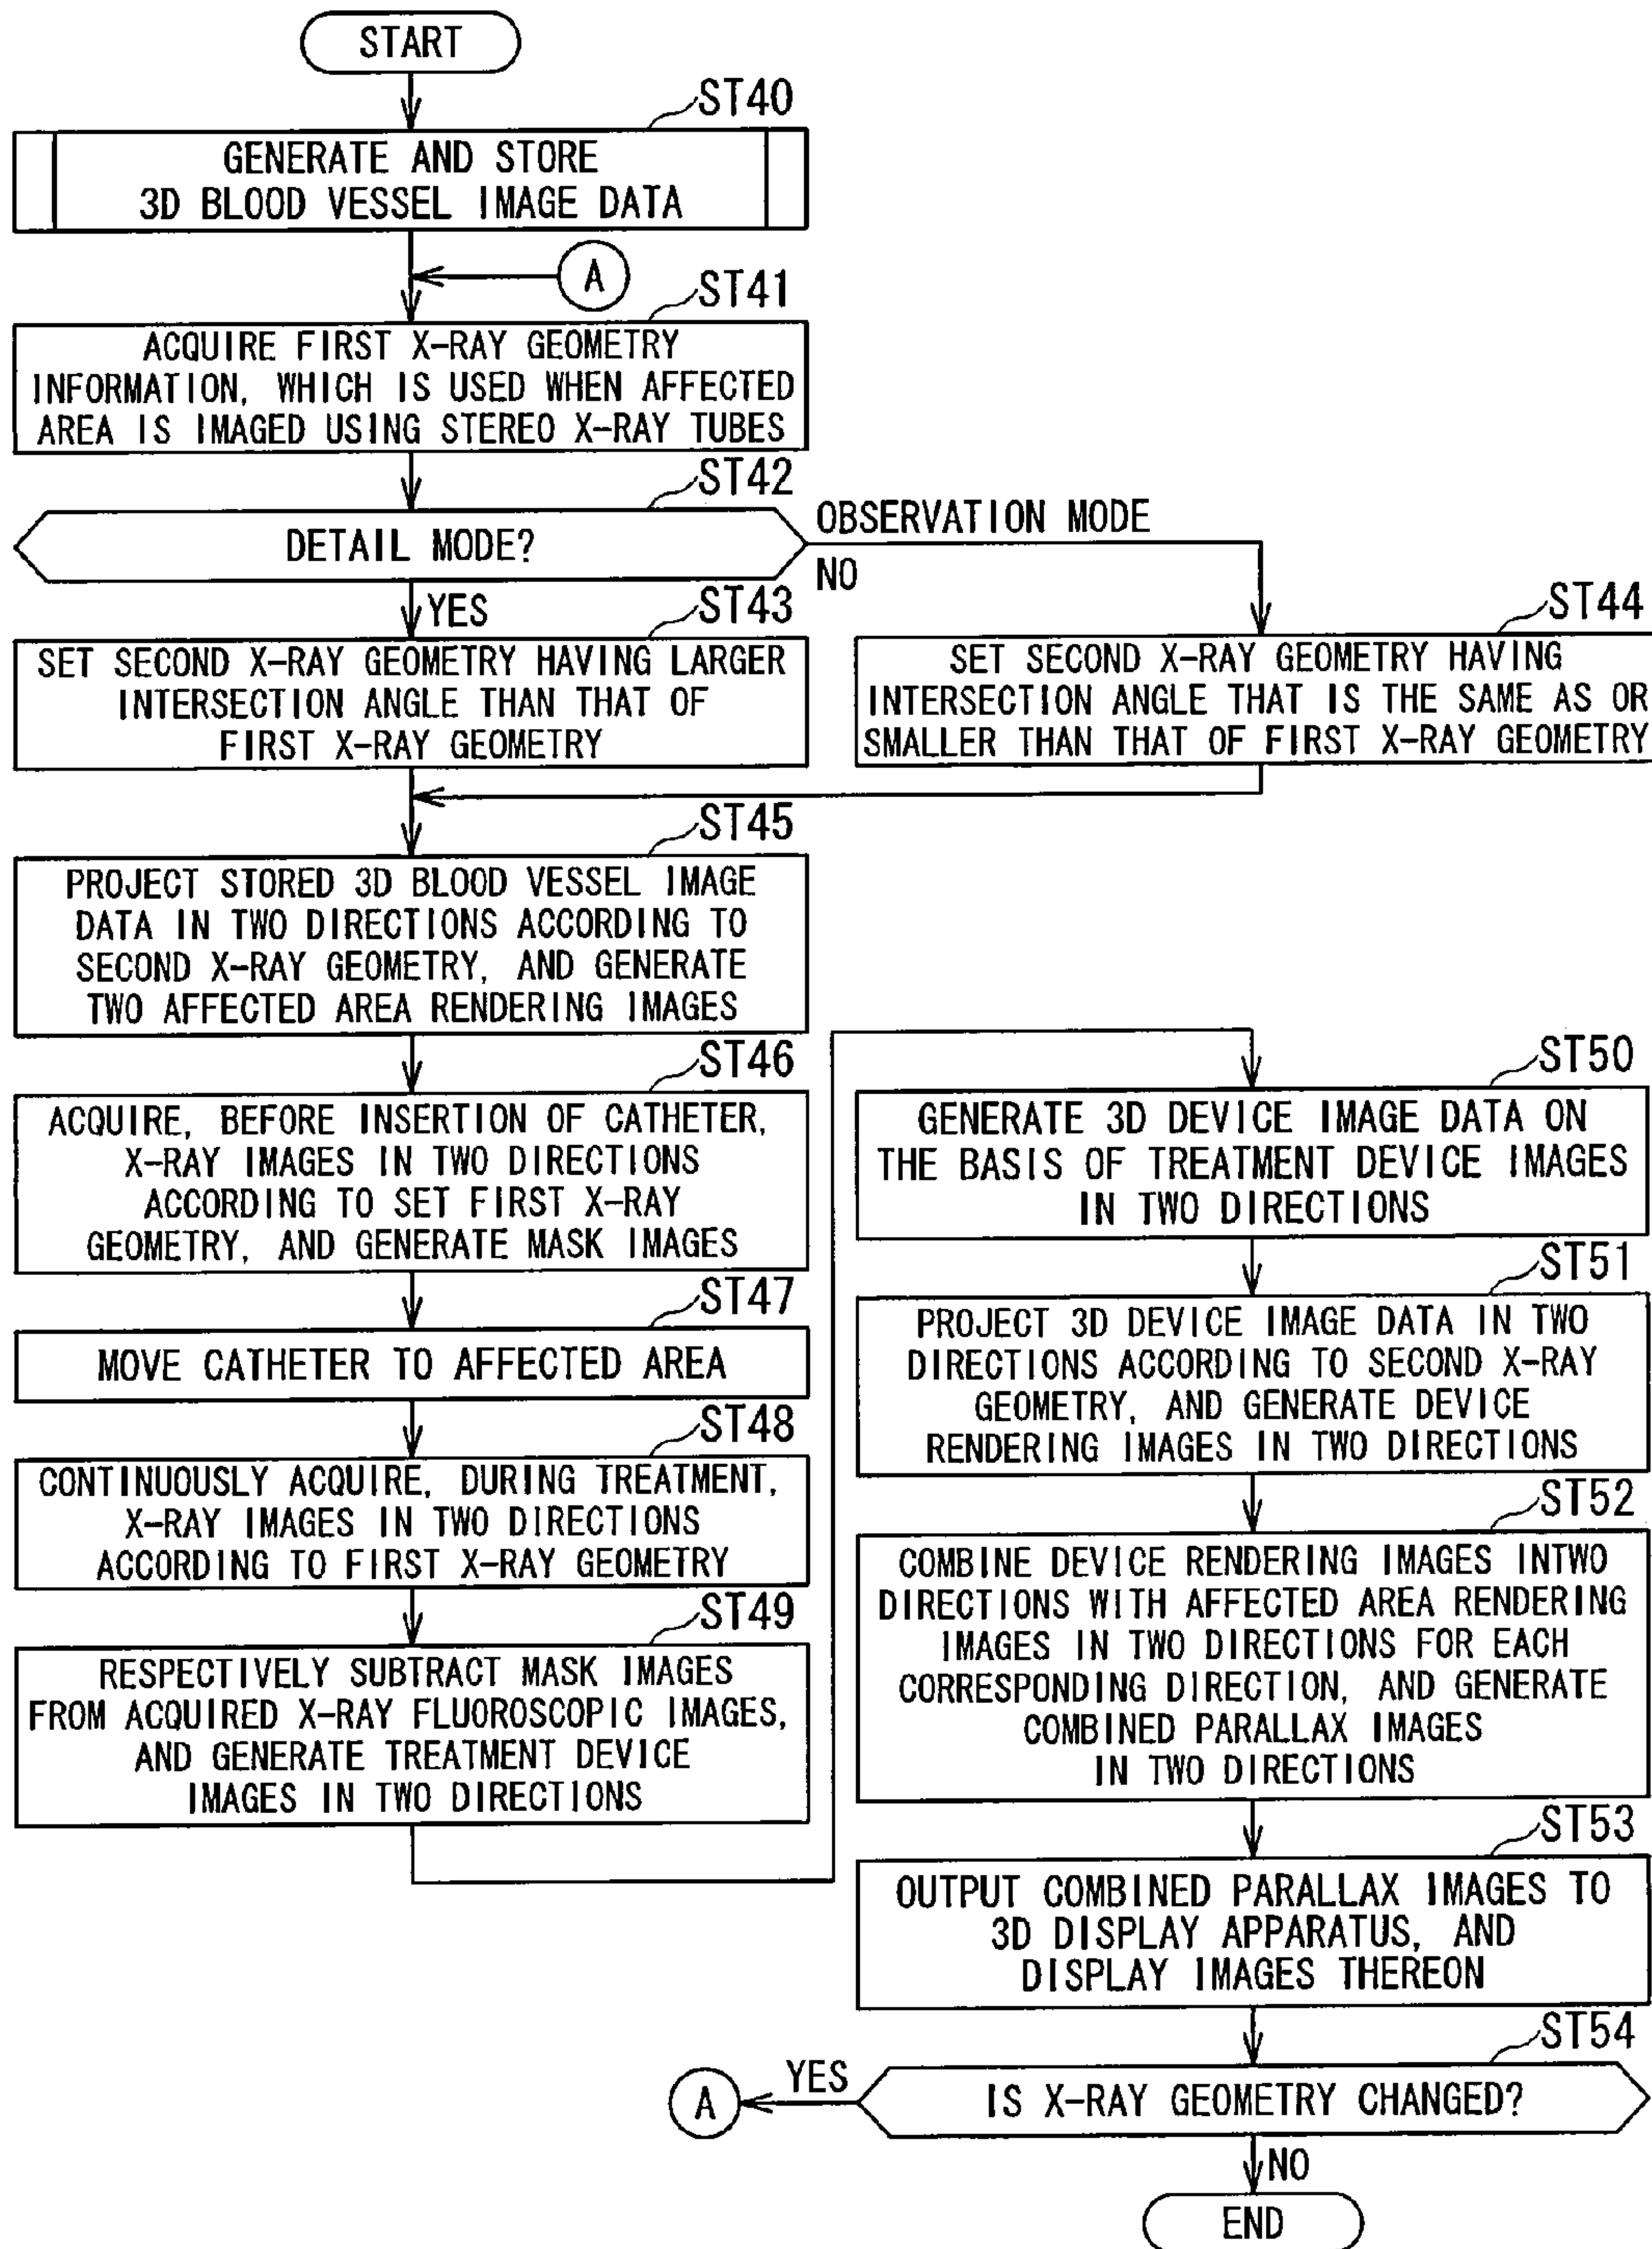 START
ST40
GENERATE AND STORE
3D BLOOD VESSEL IMAGE DATA
A
ST41
ACQUIRE FIRST X-RAY GEOMETRY
INFORMATION, WHICH IS USED WHEN AFFECTED
AREA IS IMAGED USING STEREO X-RAY TUBES
ST42
DETAIL MODE?
OBSERVATION MODE
NO
YES
ST43
SET SECOND X-RAY GEOMETRY HAVING LARGER
INTERSECTION ANGLE THAN THAT OF
FIRST X-RAY GEOMETRY
ST44
SET SECOND X-RAY GEOMETRY HAVING
INTERSECTION ANGLE THAT IS THE SAME AS OR
SMALLER THAN THAT OF FIRST X-RAY GEOMETRY
ST45
PROJECT STORED 3D BLOOD VESSEL IMAGE
DATA IN TWO DIRECTIONS ACCORDING TO
SECOND X-RAY GEOMETRY, AND GENERATE
TWO AFFECTED AREA RENDERING IMAGES
ST46
ACQUIRE, BEFORE INSERTION OF CATHETER,
X-RAY IMAGES IN TWO DIRECTIONS
ACCORDING TO SET FIRST X-RAY
GEOMETRY, AND GENERATE MASK IMAGES
ST47
MOVE CATHETER TO AFFECTED AREA
ST48
CONTINUOUSLY ACQUIRE, DURING TREATMENT,
X-RAY IMAGES IN TWO DIRECTIONS
ACCORDING TO FIRST X-RAY GEOMETRY
ST49
RESPECTIVELY SUBTRACT MASK IMAGES
FROM ACQUIRED X-RAY FLUOROSCOPIC IMAGES,
AND GENERATE TREATMENT DEVICE
IMAGES IN TWO DIRECTIONS
ST50
GENERATE 3D DEVICE IMAGE DATA ON
THE BASIS OF TREATMENT DEVICE IMAGES
IN TWO DIRECTIONS
ST51
PROJECT 3D DEVICE IMAGE DATA IN TWO
DIRECTIONS ACCORDING TO SECOND X-RAY
GEOMETRY, AND GENERATE DEVICE
RENDERING IMAGES IN TWO DIRECTIONS
ST52
COMBINE DEVICE RENDERING IMAGES INTWO
DIRECTIONS WITH AFFECTED AREA RENDERING
IMAGES IN TWO DIRECTIONS FOR EACH
CORRESPONDING DIRECTION, AND GENERATE
COMBINED PARALLAX IMAGES
IN TWO DIRECTIONS
ST53
OUTPUT COMBINED PARALLAX IMAGES TO
3D DISPLAY APPARATUS, AND
DISPLAY IMAGES THEREON
ST54
IS X-RAY GEOMETRY CHANGED?
YES
A
NO
END